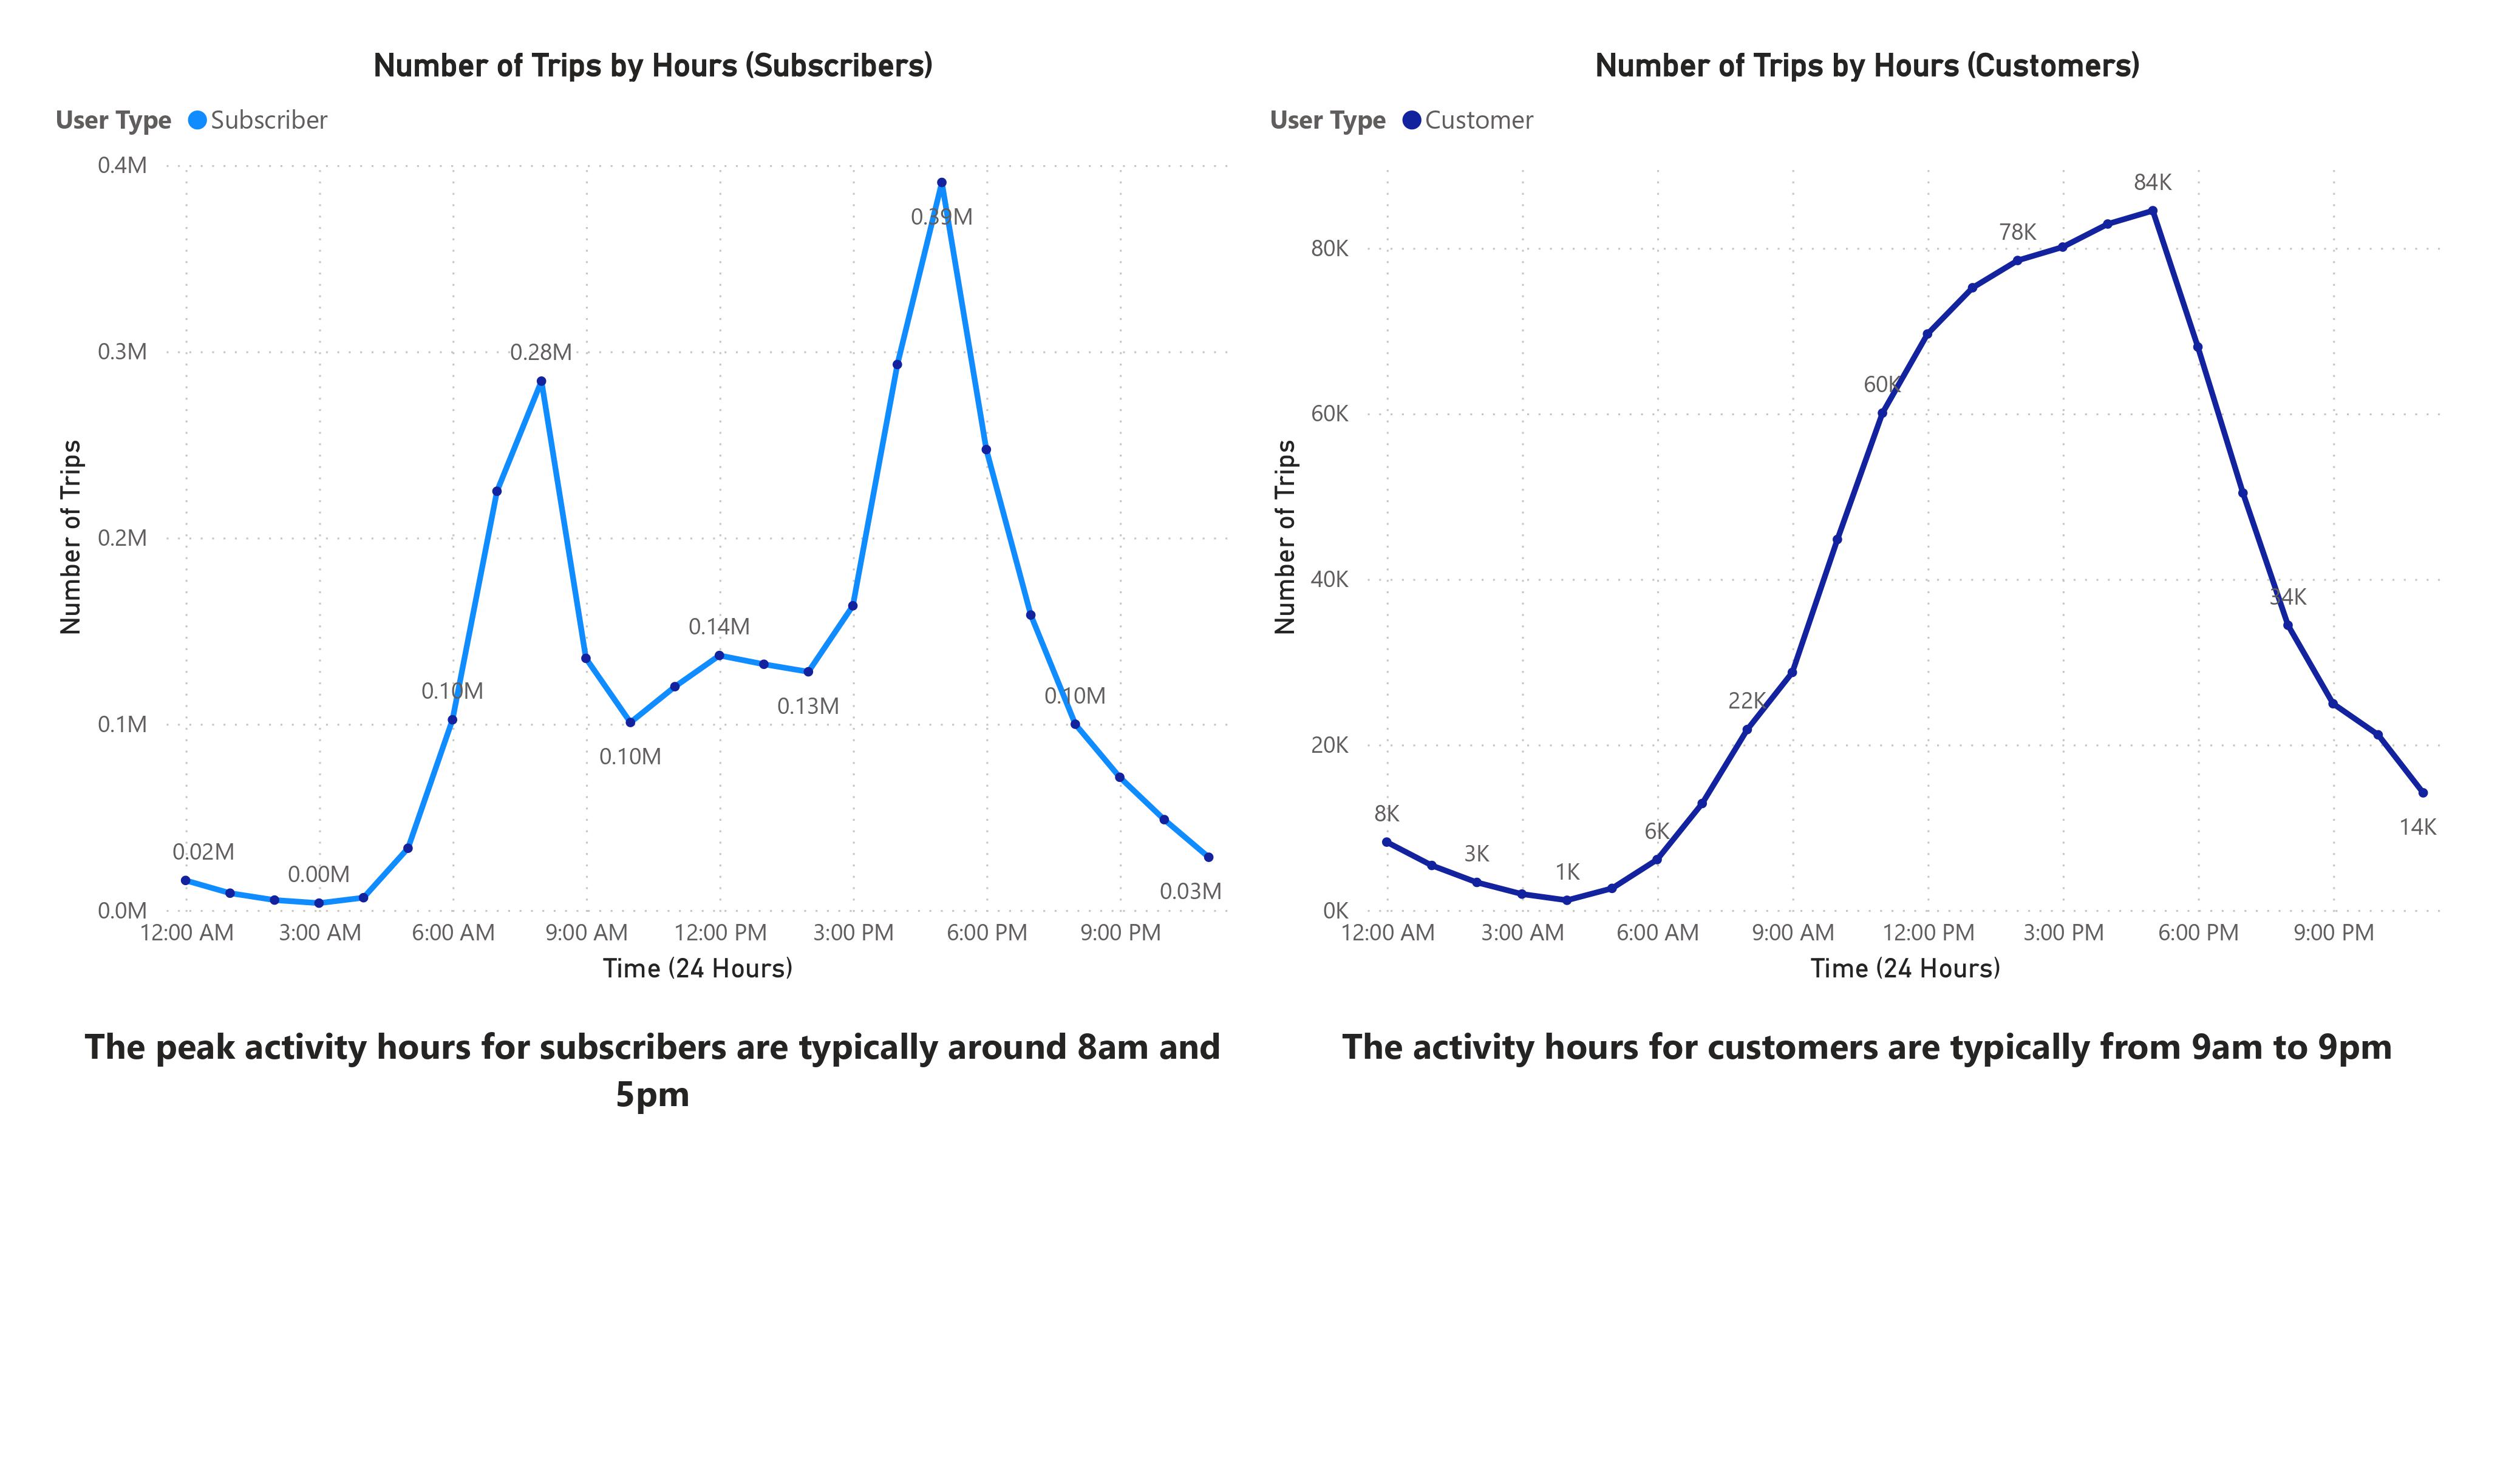 Number of Trips by Hours (Subscribers)
User Type Subscriber
0.4M
0.3M
0.2M
0.1M
0.0M
Number of Trips
0.02M
0.00M
0.10M
0.28M
0.10M
0.14M
0.13M
0.39M
0.10M
0.03M
12:00 AM 3:00 AM 6:00 AM 9:00 AM 12:00 PM 3:00 PM 6:00 PM 9:00 PM
Time (24 Hours)
The peak activity hours for subscribers are typically around 8am and
5pm
Number of Trips by Hours (Customers)
User Type Customer
80K
60K
40K
20K
0K
Number of Trips
8K
3K
1K
6K
22K
60K
78K
84K
34K
14K
12:00 AM 3:00 AM 6:00 AM 9:00 AM 12:00 PM 3:00 PM 6:00 PM 9:00 PM
Time (24 Hours)
The activity hours for customers are typically from 9am to 9pm